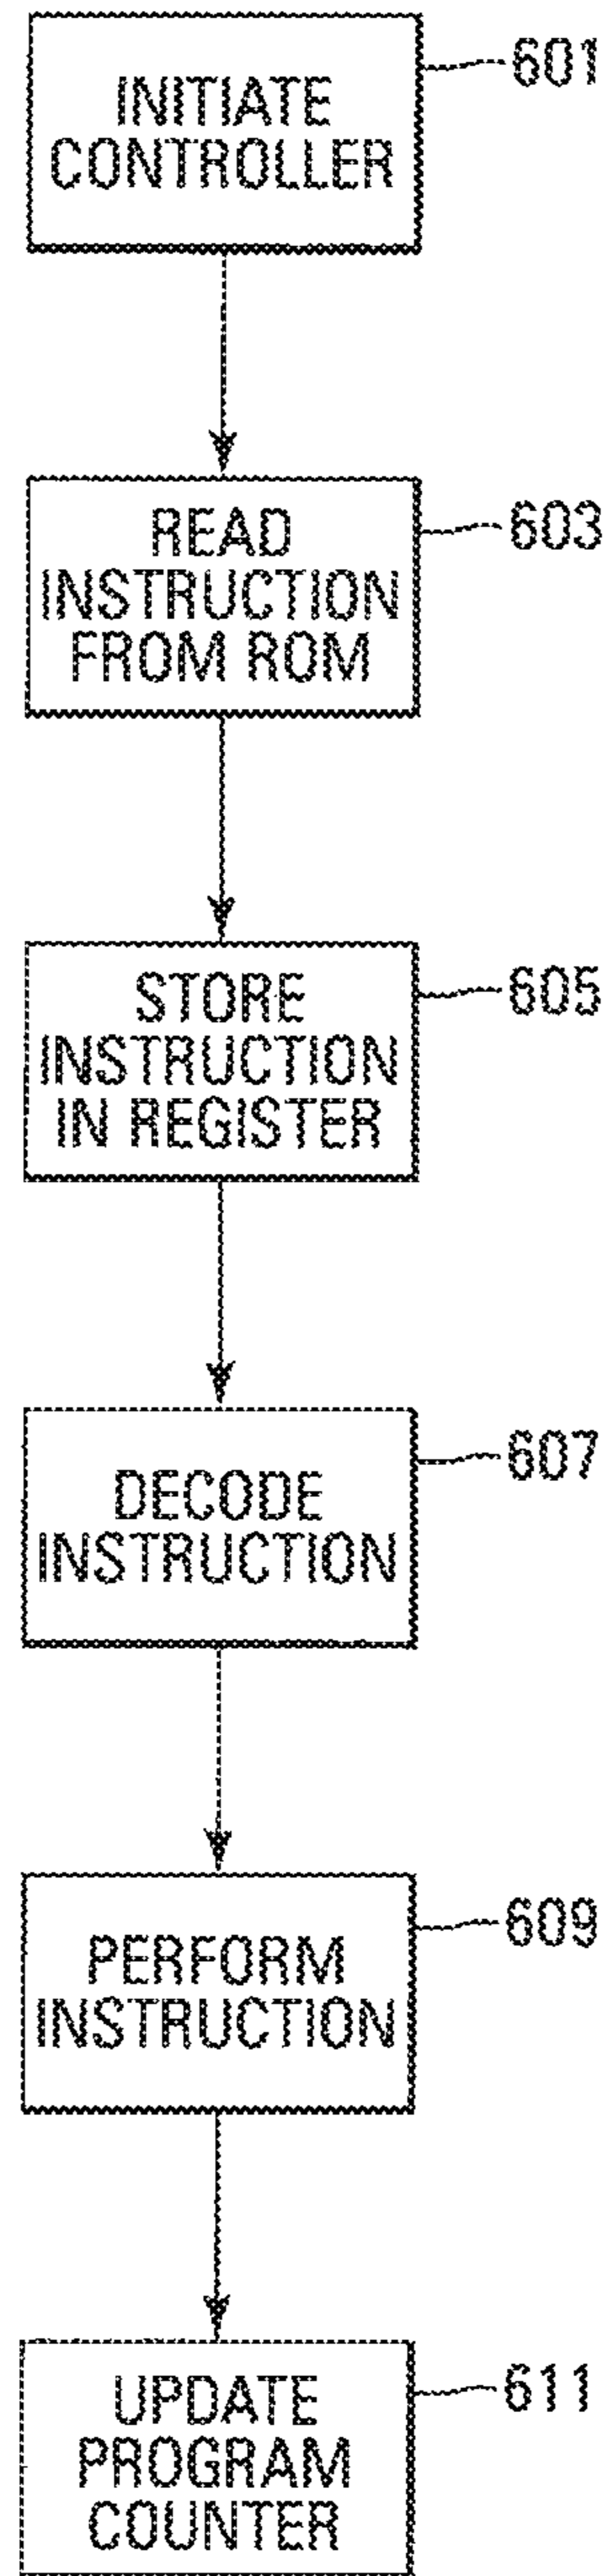 INITIATE
CONTROLLER
601
READ
INSTRUCTION
FROM ROM
603
STORE
INSTRUCTION
IN REGISTER
605
DECODE
INSTRUCTION
607
PERFORM
INSTRUCTION
609
UPDATE
PROGRAM
COUNTER
611